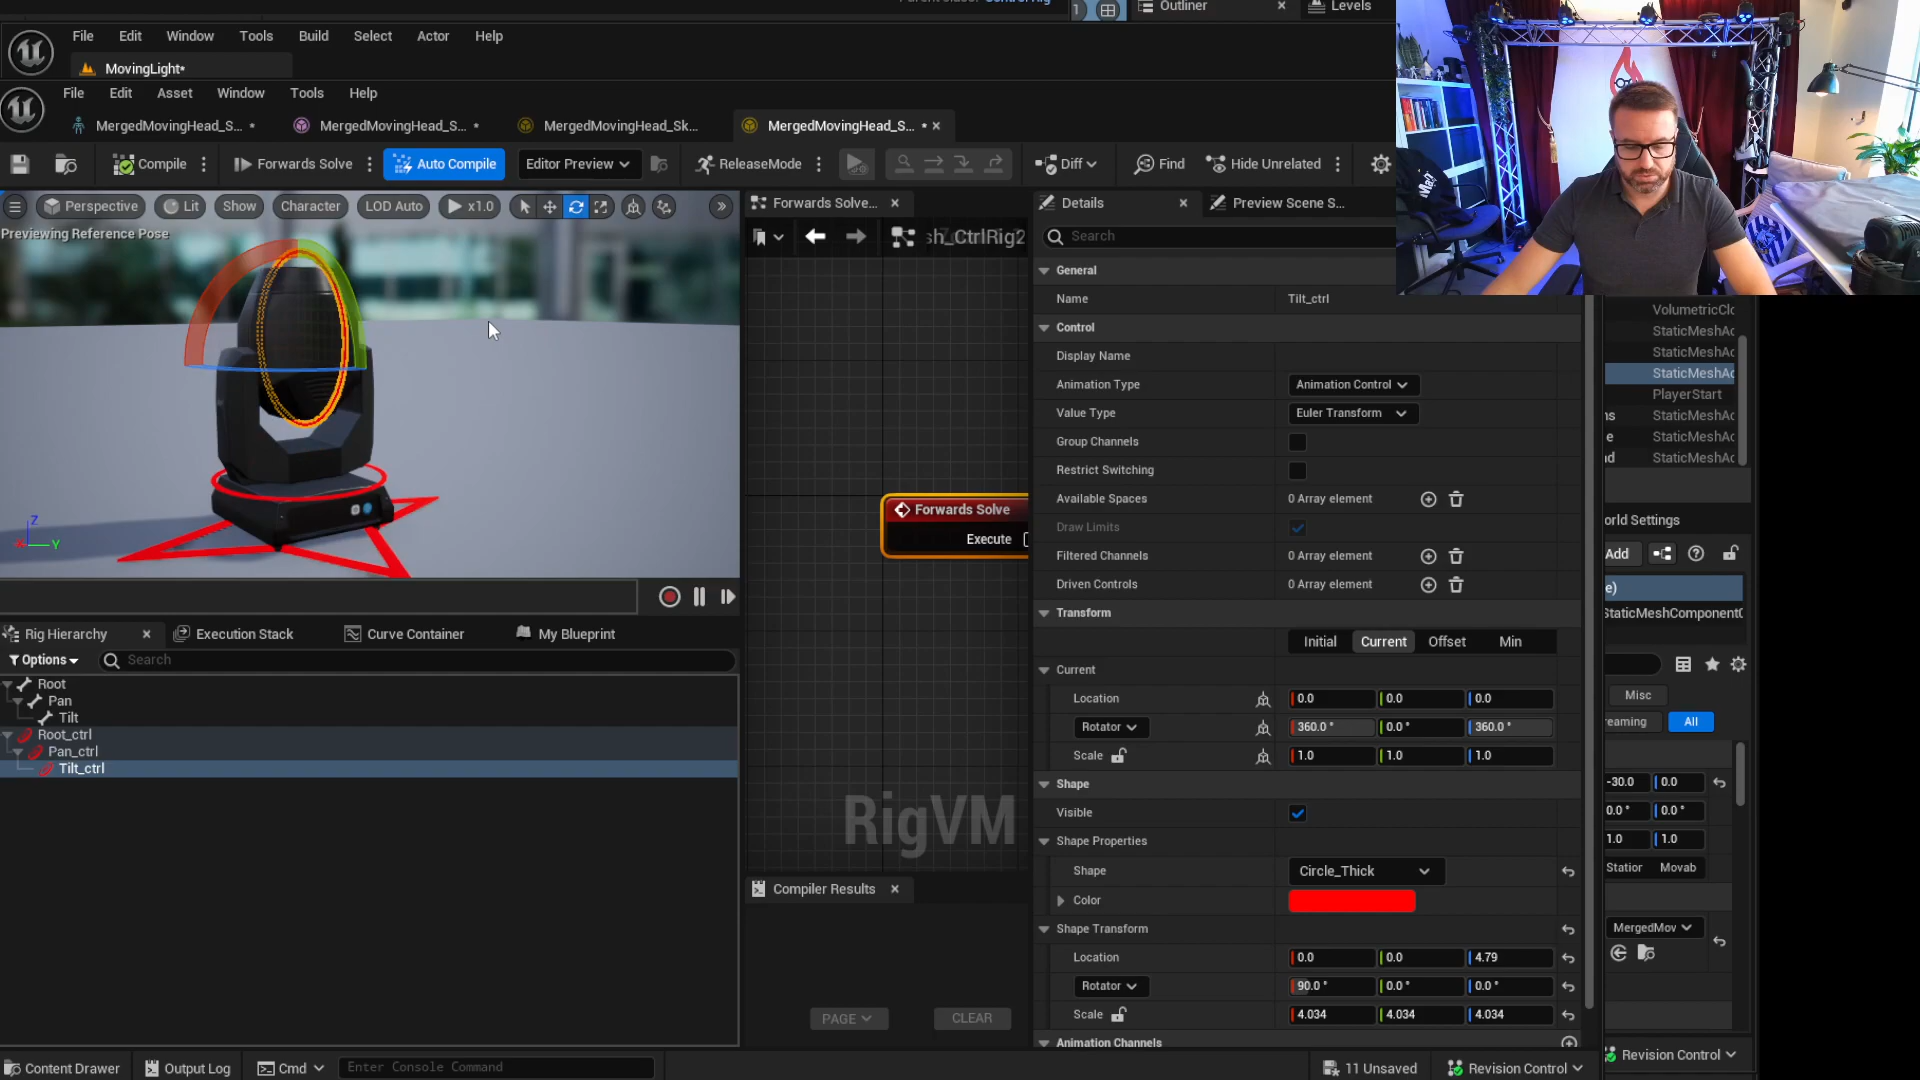 Outliner
Levels
File Edit Window Tools Build Select Actor Help
MovingLight*
File Edit Asset Window Tools Help
MergedMovingHead_S... *
MergedMovingHead_S... *
MergedMovingHead_Sk...
MergedMovingHead_S... *
Compile
Forwards Solve
Auto Compile
Editor Preview
ReleaseMode
Diff
Find
Hide Unrelated
Perspective
Lit
Show
Character
LOD Auto
x1.0
Previewing Reference Pose
Forwards Solve...
Details
Preview Scene S...
sh_CtrlRig2
Search
General
Name Tilt_ctrl
Control
Display Name
Animation Type Animation Control
Value Type Euler Transform
Group Channels
Restrict Switching
Available Spaces 0 Array element
Draw Limits
Filtered Channels 0 Array element
Driven Controls 0 Array element
Transform
Initial Current Offset Min
Current
Location 0.0 0.0 0.0
Rotator 360.0 ° 0.0 ° 360.0 °
Scale 1.0 1.0 1.0
Shape
Visible
Shape Properties
Shape Circle_Thick
Color
Shape Transform
Location 0.0 0.0 4.79
Rotator 90.0 ° 0.0 ° 0.0 °
Scale 4.034 4.034 4.034
Animation Channels
Forwards Solve
Execute
RigVM
Z
Y
Rig Hierarchy
Execution Stack
Curve Container
My Blueprint
Options
Search
Root
Pan
Tilt
Root_ctrl
Pan_ctrl
Tilt_ctrl
Compiler Results
PAGE
CLEAR
VolumetricClo
StaticMeshAc
StaticMeshAc
StaticMeshAc
PlayerStart
StaticMeshAc
StaticMeshAc
StaticMeshAc
orld Settings
Add
StaticMeshComponent0
Misc
reaming
All
-30.0 0.0
0.0 ° 0.0 °
1.0 1.0
Station Movab
MergedMov
Revision Control
Content Drawer
Output Log
Cmd
Enter Console Command
11 Unsaved
Revision Control